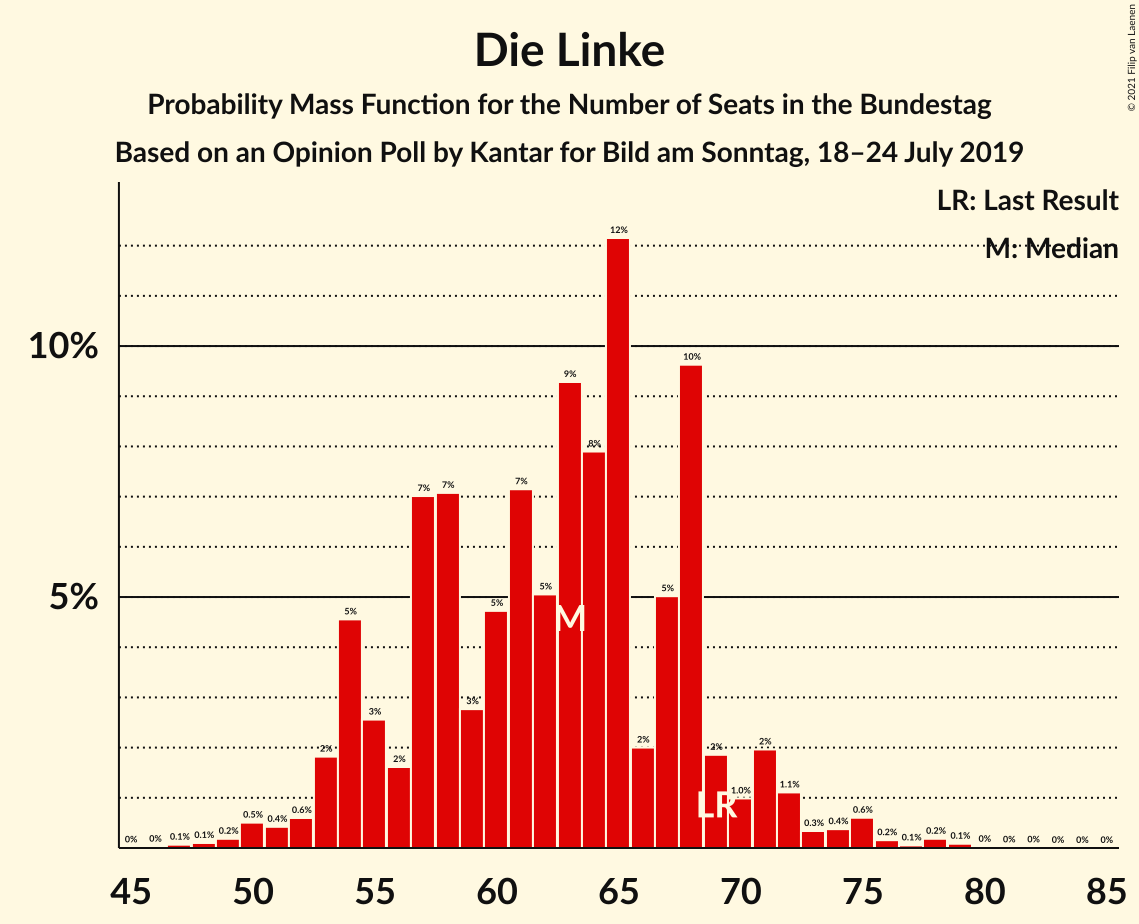 Die Linke
Probability Mass Function for the Number of Seats in the Bundestag
Based on an Opinion Poll by Kantar for Bild am Sonntag, 18–24 July 2019
© 2021 Filip van Laenen
LR: Last Result
M: Median
10%
5%
0% 0% 0.1% 0.1% 0.2% 0.5% 0.4% 0.6% 2% 5% 3% 2% 7% 7% 3% 5% 7% 5% 9% 8% 12% 2% 5% 10% 2% 1.0% 2% 1.1% 0.3% 0.4% 0.6% 0.2% 0.1% 0.2% 0.1% 0% 0% 0% 0% 0% 0%
M
LR
45 50 55 60 65 70 75 80 85